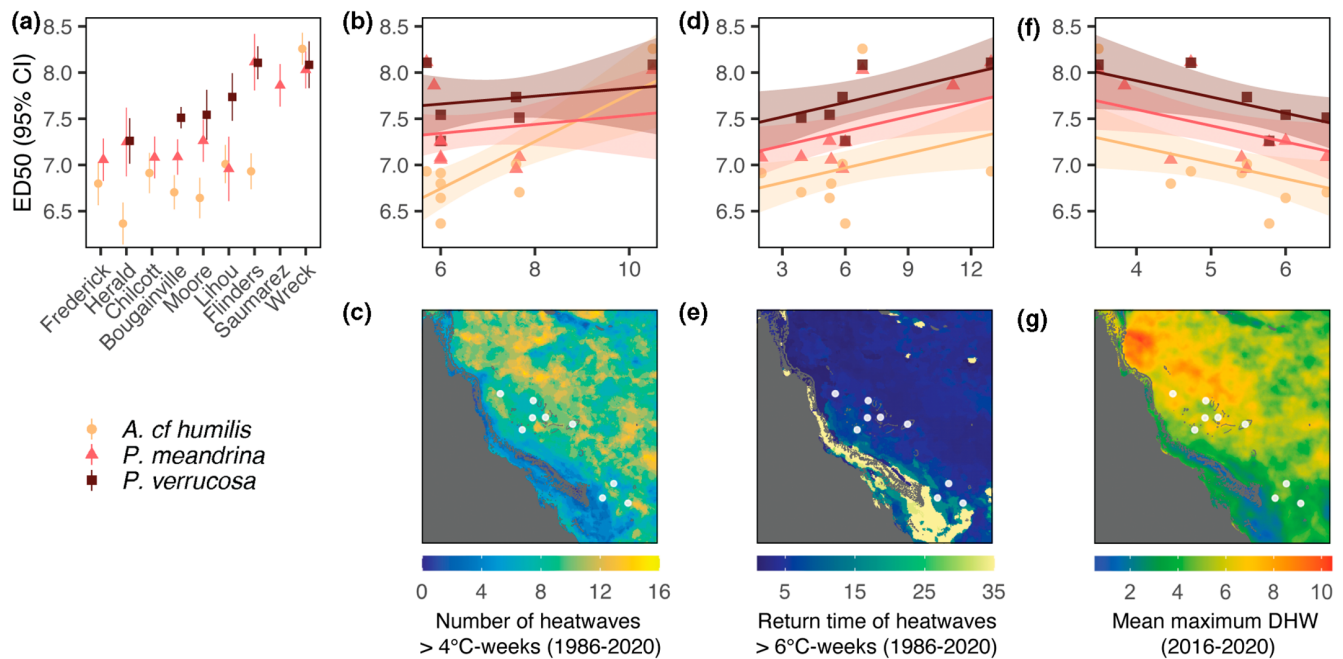 (a)
ED50 (95% CI)
8.5
8.0
7.5
7.0
6.5
Frederick
Herald
Chilcott
Bougainville
Moore
Lihou
Flinders
Saumarez
Wreck
A. cf humilis
P. meandrina
P. verrucosa
(b)
8.5
8.0
7.5
7.0
6.5
6 8 10
(c)
0 4 8 12 16
Number of heatwaves
> 4°C-weeks (1986-2020)
(d)
8.5
8.0
7.5
7.0
6.5
3 6 9 12
(e)
5 15 25 35
Return time of heatwaves
> 6°C-weeks (1986-2020)
(f)
8.5
8.0
7.5
7.0
6.5
4 5 6
(g)
2 4 6 8 10
Mean maximum DHW
(2016-2020)